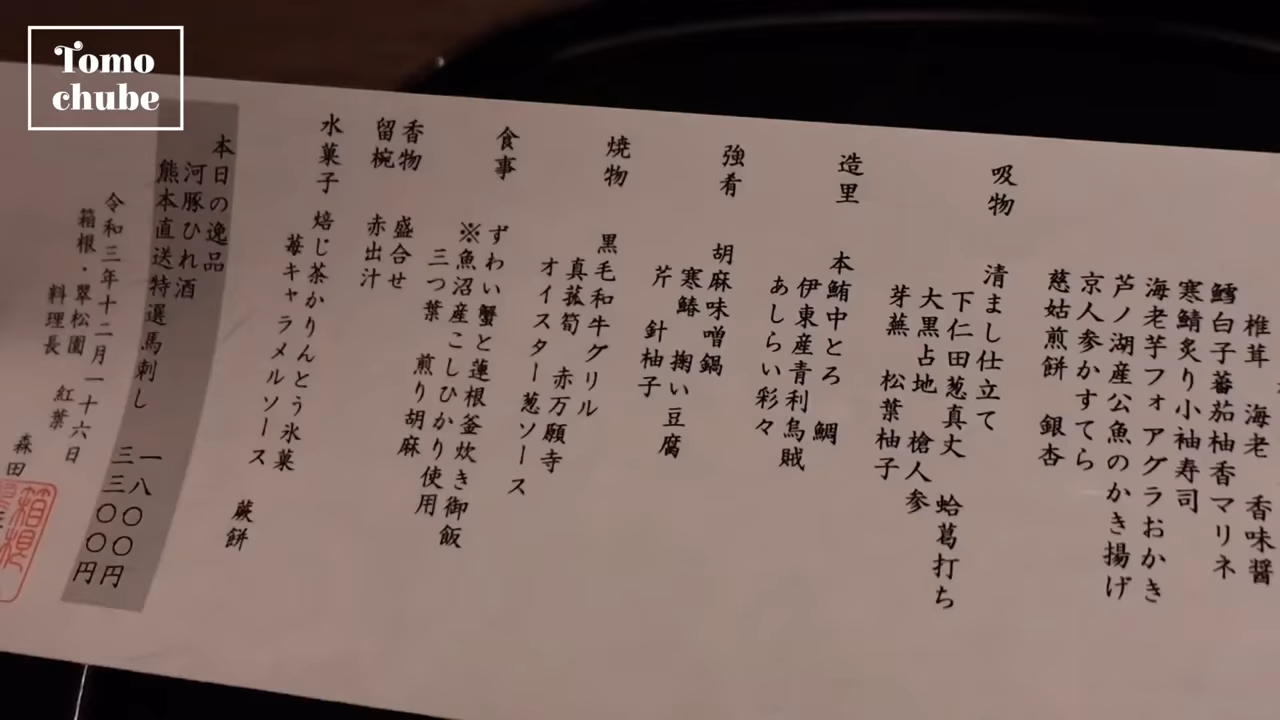 Tomo
chube
椎茸 海老 香味醤
鱈白子蕃茄柚香マリネ
寒鯖炙り小袖寿司
海老芋フォアグラおかき
芦ノ湖産公魚のかき揚げ
京人参かすてら
慈姑煎餅 銀杏
吸物
清まし仕立て
下仁田葱真丈 蛤葛打ち
大黒占地 槍人参
芽蕪 松葉柚子
造里
本鮪中とろ 鯛
伊東産青利烏賊
あしらい彩々
強肴
胡麻味噌鍋
寒鰆 掬い豆腐
芹 針柚子
焼物
黒毛和牛グリル
真菰筍 赤万願寺
オイスター葱ソース
食事
ずわい蟹と蓮根釜炊き御飯
※魚沼産こしひかり使用
三つ葉 煎り胡麻
香物 盛合せ
留椀 赤出汁
水菓子 焙じ茶かりんとう氷菓
苺キャラメルソース 蕨餅
本日の逸品
河豚ひれ酒 一八〇〇円
熊本直送特選馬刺し 三三〇〇円
令和三年十二月二十六日
箱根・翠松園 紅葉
料理長 森田